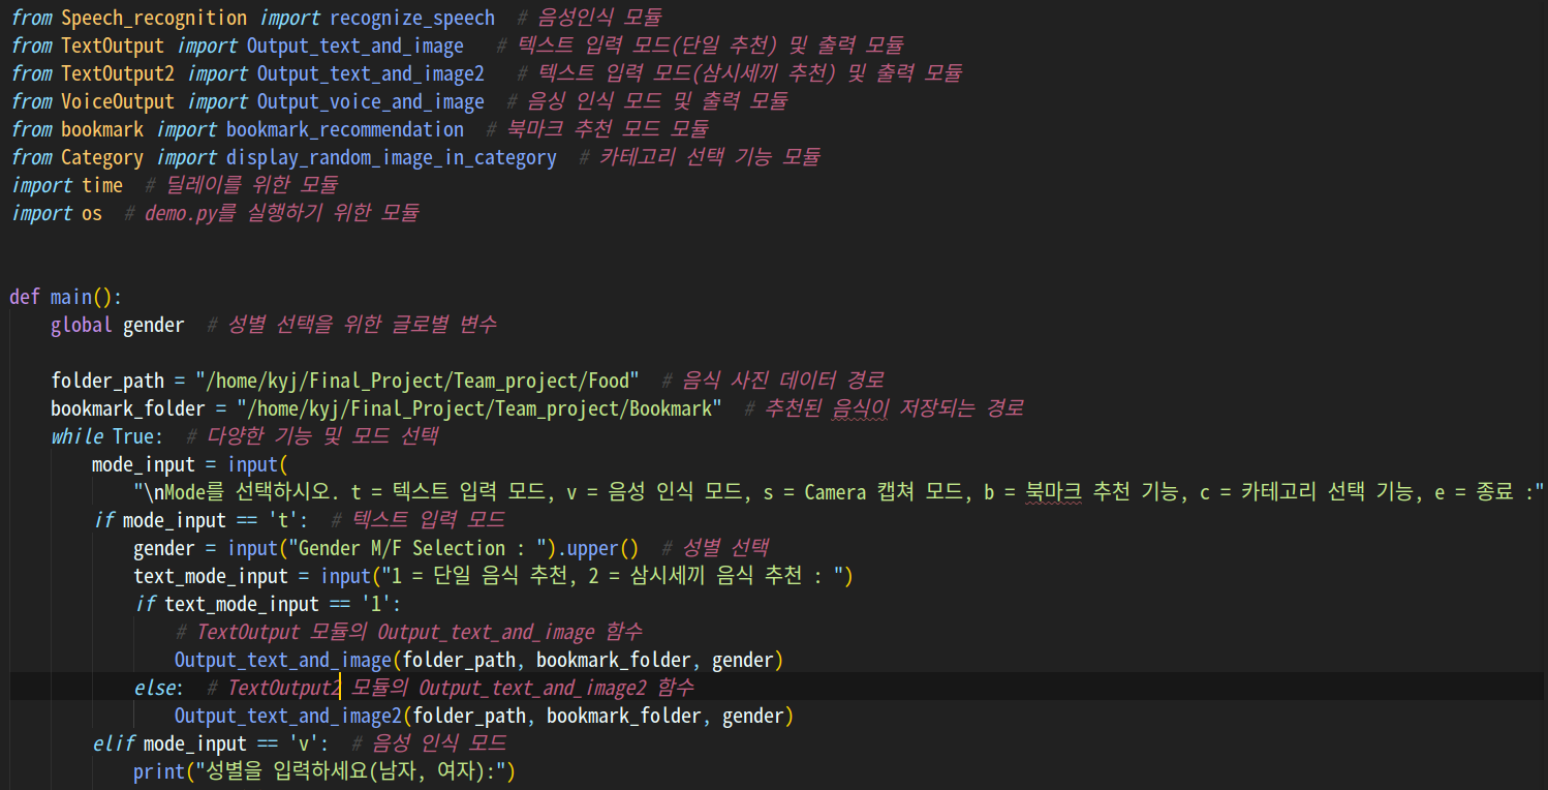 from Speech_recognition import recognize_speech  # 음성인식 모듈
from TextOutput import Output_text_and_image   # 텍스트 입력 모드(단일 추천) 및 출력 모듈
from TextOutput2 import Output_text_and_image2   # 텍스트 입력 모드(삼시세끼 추천) 및 출력 모듈
from VoiceOutput import Output_voice_and_image  # 음싱 인식 모드 및 출력 모듈
from bookmark import bookmark_recommendation  # 북마크 추천 모드 모듈
from Category import display_random_image_in_category  # 카테고리 선택 기능 모듈
import time  # 딜레이를 위한 모듈
import os  # demo.py를 실행하기 위한 모듈
def main():
    global gender  # 성별 선택을 위한 글로벌 변수
    folder_path = "/home/kyj/Final_Project/Team_project/Food"  # 음식 사진 데이터 경로
    bookmark_folder = "/home/kyj/Final_Project/Team_project/Bookmark"  # 추천된 음식이 저장되는 경로
    while True:  # 다양한 기능 및 모드 선택
        mode_input = input(
            "\nMode를 선택하시오. t = 텍스트 입력 모드, v = 음성 인식 모드, s = Camera 캡쳐 모드, b = 북마크 추천 기능, c = 카테고리 선택 기능, e = 종료 :"
        if mode_input == 't':  # 텍스트 입력 모드
            gender = input("Gender M/F Selection : ").upper()  # 성별 선택
            text_mode_input = input("1 = 단일 음식 추천, 2 = 삼시세끼 음식 추천 : ")
            if text_mode_input == '1':
                # TextOutput 모듈의 Output_text_and_image 함수
                Output_text_and_image(folder_path, bookmark_folder, gender)
            else:  # TextOutput2 모듈의 Output_text_and_image2 함수
                Output_text_and_image2(folder_path, bookmark_folder, gender)
        elif mode_input == 'v':  # 음성 인식 모드
            print("성별을 입력하세요(남자, 여자):")